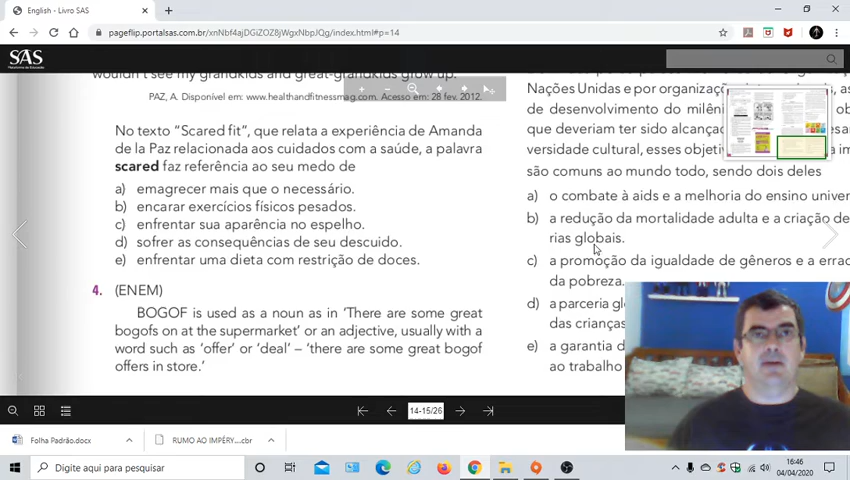 English - Livro SAS
pageflip.portalsas.com.br/xnNbf4ajDGiZOZ8jWgxNbpJQg/index.html#p=14
SAS
Plataforma de Educação
wouldn't see my grandkids and great-grandkids grow up.
PAZ, A. Disponível em: www.healthandfitnessmag.com. Acesso em: 28 fev. 2012.
No texto "Scared fit", que relata a experiência de Amanda
de la Paz relacionada aos cuidados com a saúde, a palavra
scared faz referência ao seu medo de
a) emagrecer mais que o necessário.
b) encarar exercícios físicos pesados.
c) enfrentar sua aparência no espelho.
d) sofrer as consequências de seu descuido.
e) enfrentar uma dieta com restrição de doces.
4. (ENEM)
BOGOF is used as a noun as in 'There are some great
bogofs on at the supermarket' or an adjective, usually with a
word such as 'offer' or 'deal' – 'there are some great bogof
offers in store.'
Nações Unidas e por organizações
de desenvolvimento do milêni
que deveriam ter sido alcança
versidade cultural, esses objeti
são comuns ao mundo todo, sendo dois deles
a) o combate à aids e a melhoria do ensino univer
b) a redução da mortalidade adulta e a criação de
rias globais.
c) a promoção da igualdade de gêneros e a errad
da pobreza.
d) a parceria gl
das crianças
e) a garantia d
ao trabalho
14-15/26
Folha Padrão.docx
RUMO AO IMPÉRY....cbr
Digite aqui para pesquisar
16:46
04/04/2020